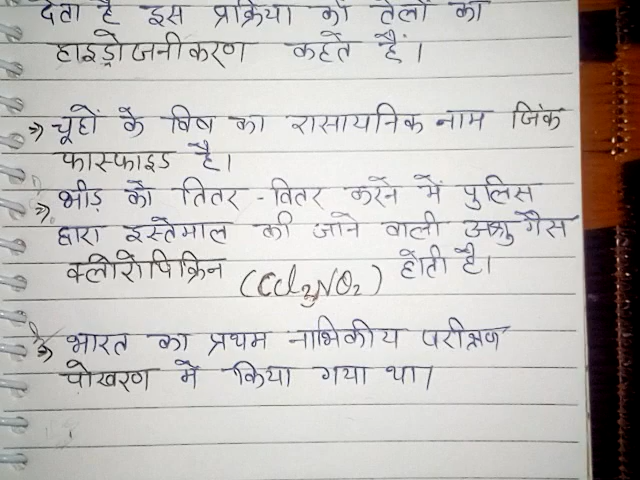 देता है इस प्रक्रिया को तेलों का
हाइड्रोजनीकरण कहते हैं।
⇒ चूहों के विष का रासायनिक नाम जिंक
फास्फाइड है।
⇒ भीड़ को तितर-बितर करने में पुलिस
द्वारा इस्तेमाल की जाने वाली अश्रु गैस
क्लोरोपिक्रिन (CCl₃NO₂) होती है।
⇒ भारत का प्रथम नाभिकीय परीक्षण
पोखरण में किया गया था।